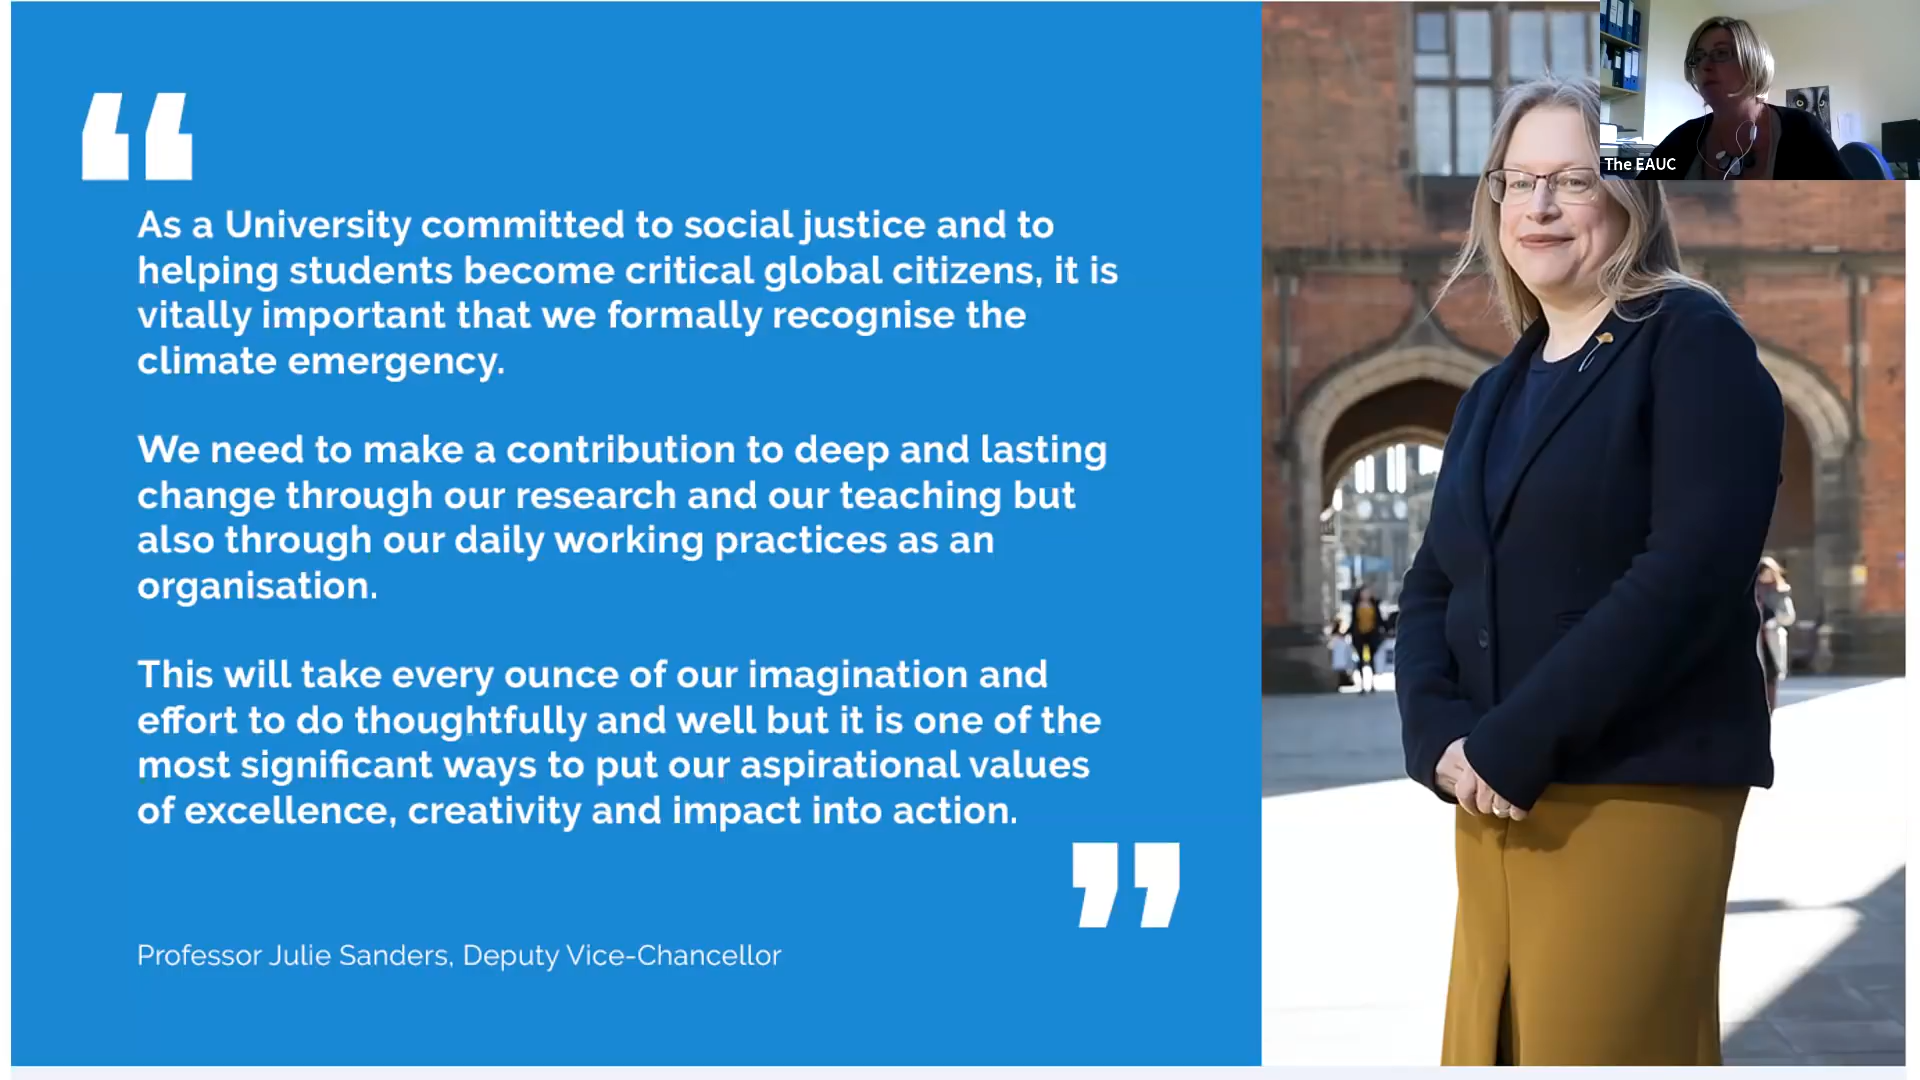 The EAUC
“
As a University committed to social justice and to
helping students become critical global citizens, it is
vitally important that we formally recognise the
climate emergency.
We need to make a contribution to deep and lasting
change through our research and our teaching but
also through our daily working practices as an
organisation.
This will take every ounce of our imagination and
effort to do thoughtfully and well but it is one of the
most significant ways to put our aspirational values
of excellence, creativity and impact into action.
”
Professor Julie Sanders, Deputy Vice-Chancellor